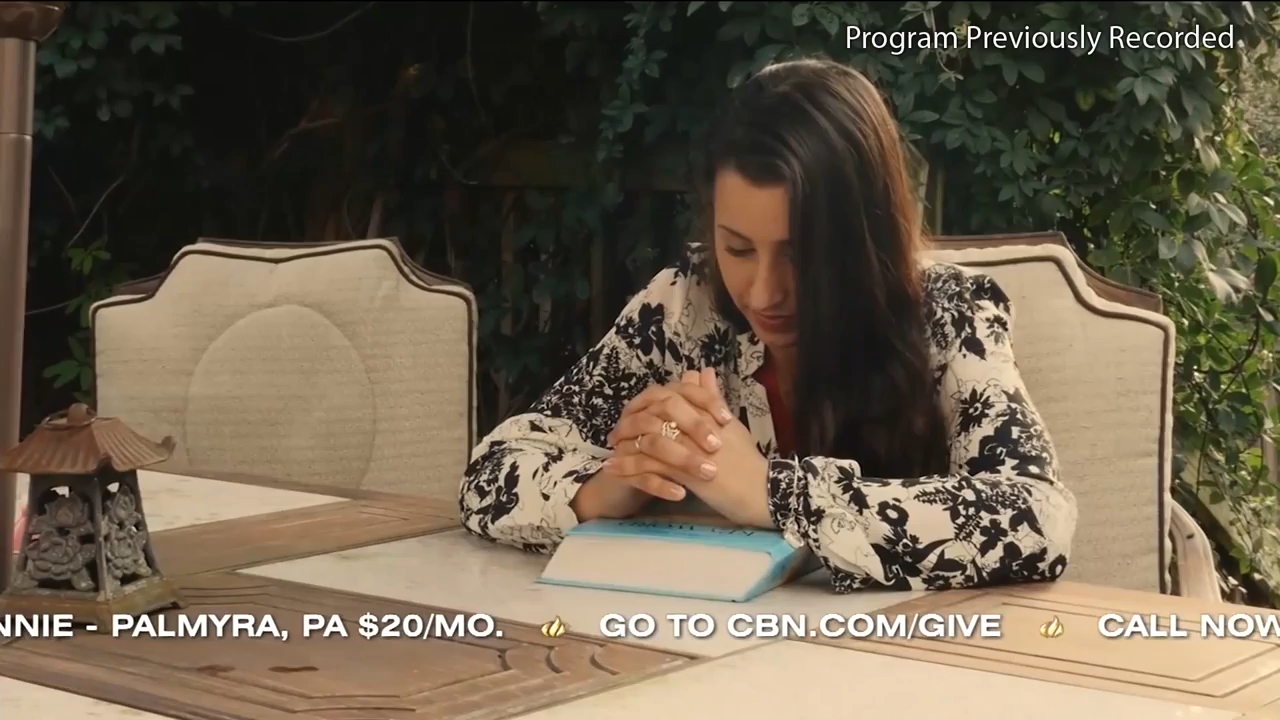 Program Previously Recorded
NNIE - PALMYRA, PA $20/MO. GO TO CBN.COM/GIVE CALL NOW